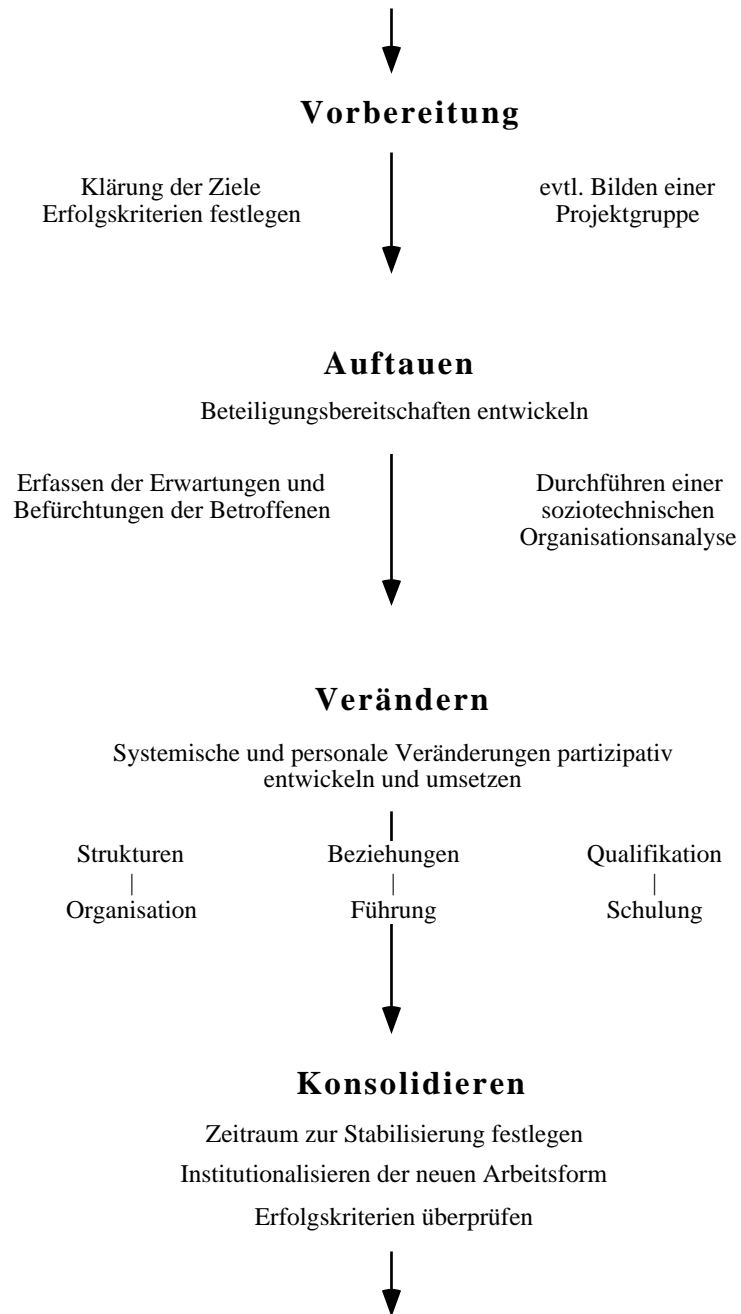 Vorbereitung
Klärung der Ziele
Erfolgskriterien festlegen
evtl. Bilden einer
Projektgruppe
Auftauen
Beteiligungsbereitschaften entwickeln
Erfassen der Erwartungen und
Befürchtungen der Betroffenen
Durchführen einer
soziotechnischen
Organisationsanalyse
Verändern
Systemische und personale Veränderungen partizipativ
entwickeln und umsetzen
Strukturen Beziehungen Qualifikation
| | |
Organisation Führung Schulung
Konsolidieren
Zeitraum zur Stabilisierung festlegen
Institutionalisieren der neuen Arbeitsform
Erfolgskriterien überprüfen